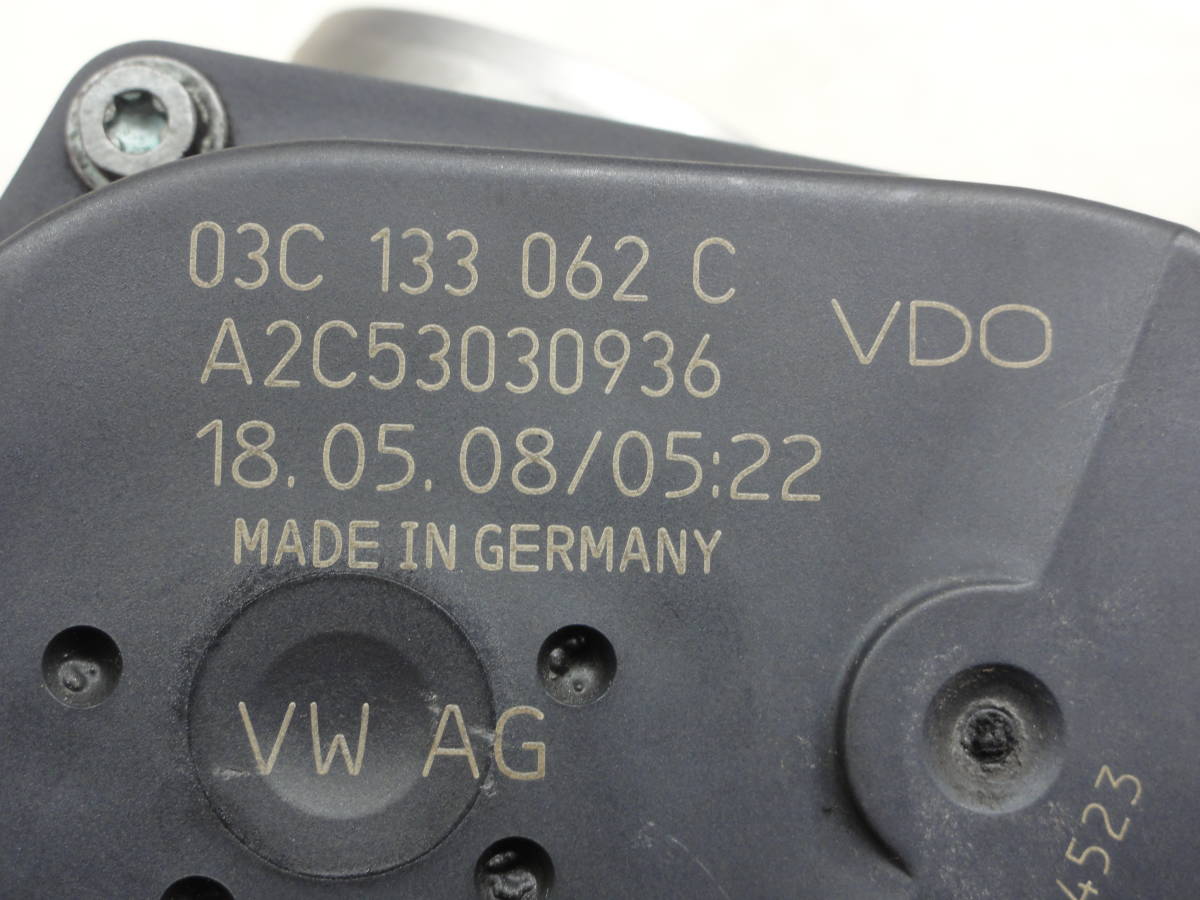 03C 133 062 C
A2C53030936
VDO
18.05.08/05:22
MADE IN GERMANY
VW AG
4523